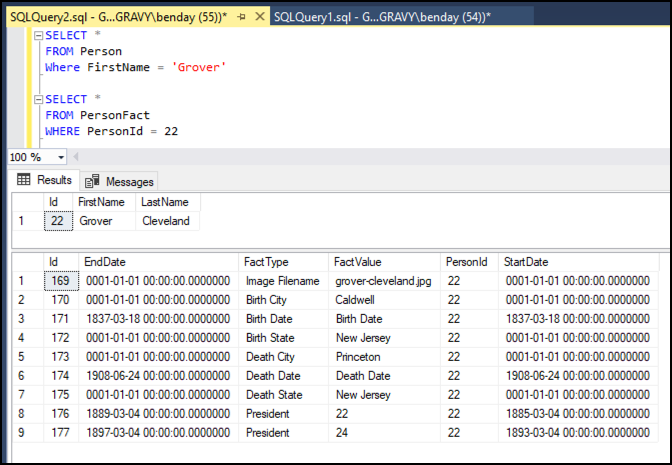 SQLQuery2.sql - G...GRAVY\benday (55))* SQLQuery1.sql - G...GRAVY\benday (54))*
SELECT *
FROM Person
Where FirstName = 'Grover'
SELECT *
FROM PersonFact
WHERE PersonId = 22
100 %
Results Messages
Id FirstName LastName
1 22 Grover Cleveland
Id EndDate FactType FactValue PersonId StartDate
1 169 0001-01-01 00:00:00.0000000 Image Filename grover-cleveland.jpg 22 0001-01-01 00:00:00.0000000
2 170 0001-01-01 00:00:00.0000000 Birth City Caldwell 22 0001-01-01 00:00:00.0000000
3 171 1837-03-18 00:00:00.0000000 Birth Date Birth Date 22 1837-03-18 00:00:00.0000000
4 172 0001-01-01 00:00:00.0000000 Birth State New Jersey 22 0001-01-01 00:00:00.0000000
5 173 0001-01-01 00:00:00.0000000 Death City Princeton 22 0001-01-01 00:00:00.0000000
6 174 1908-06-24 00:00:00.0000000 Death Date Death Date 22 1908-06-24 00:00:00.0000000
7 175 0001-01-01 00:00:00.0000000 Death State New Jersey 22 0001-01-01 00:00:00.0000000
8 176 1889-03-04 00:00:00.0000000 President 22 22 1885-03-04 00:00:00.0000000
9 177 1897-03-04 00:00:00.0000000 President 24 22 1893-03-04 00:00:00.0000000